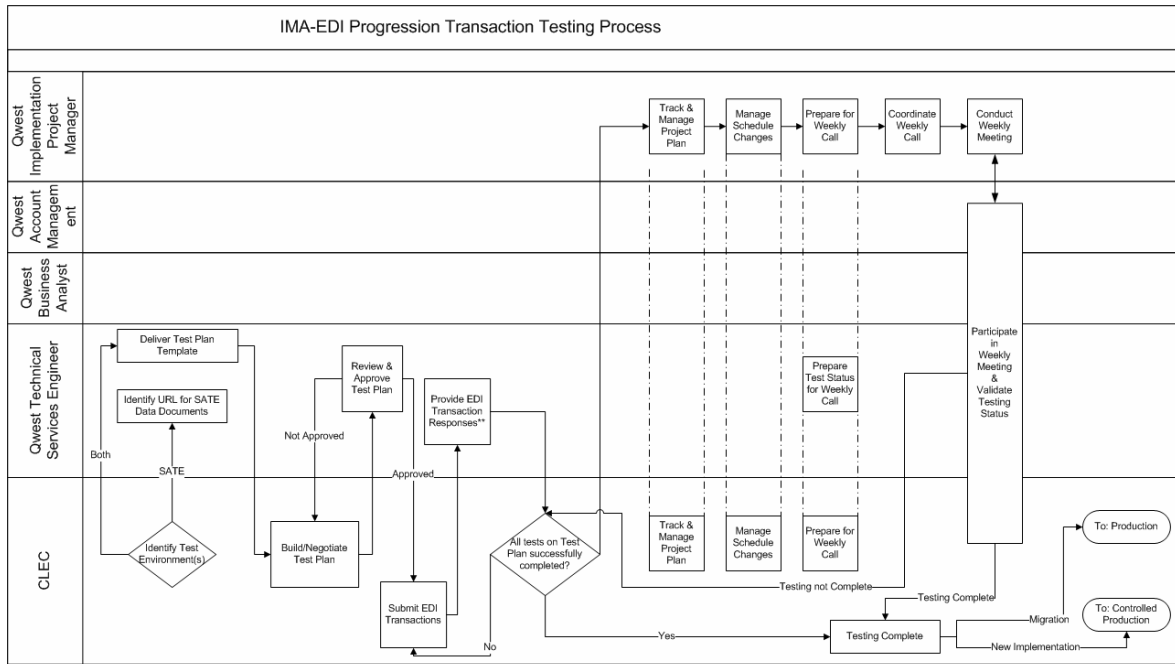 IMA-EDI Progression Transaction Testing Process
Qwest
Implementation
Project
Manager
Track &
Manage
Project
Plan
Manage
Schedule
Changes
Prepare for
Weekly
Call
Coordinate
Weekly
Call
Conduct
Weekly
Meeting
Qwest
Account
Managem
ent
Qwest
Business
Analyst
Qwest Technical
Services Engineer
Deliver Test Plan
Template
Identify URL for SATE
Data Documents
Both
SATE
Review &
Approve
Test Plan
Not Approved
Approved
Provide EDI
Transaction
Responses**
Prepare
Test Status
for Weekly
Call
Participate
in
Weekly
Meeting
&
Validate
Testing
Status
CLEC
Identify Test
Environment(s)
Build/Negotiate
Test Plan
Submit EDI
Transactions
All tests on Test
Plan successfully
completed?
No
Yes
Track &
Manage
Project
Plan
Manage
Schedule
Changes
Prepare for
Weekly
Call
Testing not Complete
Testing Complete
Testing Complete
Migration
New Implementation
To: Production
To: Controlled
Production